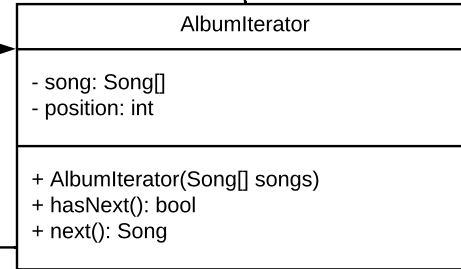 AlbumIterator
- song: Song[]
- position: int
+ AlbumIterator(Song[] songs)
+ hasNext(): bool
+ next(): Song